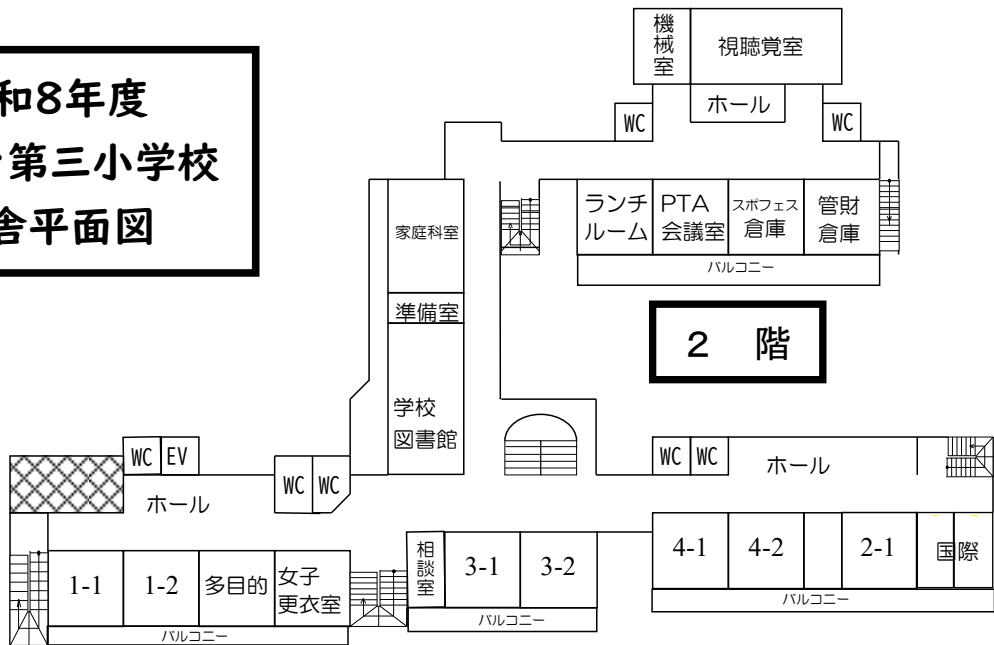 和8年度
第三小学校
舎平面図
機械室
視聴覚室
ホール
WC
WC
ランチ
ルーム
PTA
会議室
スポフェス
倉庫
管財
倉庫
バルコニー
2 階
家庭科室
準備室
学校
図書館
WC
EV
ホール
WC
WC
WC
WC
ホール
1-1
1-2
多目的
女子
更衣室
バルコニー
相談室
3-1
3-2
バルコニー
4-1
4-2
2-1
国際
バルコニー